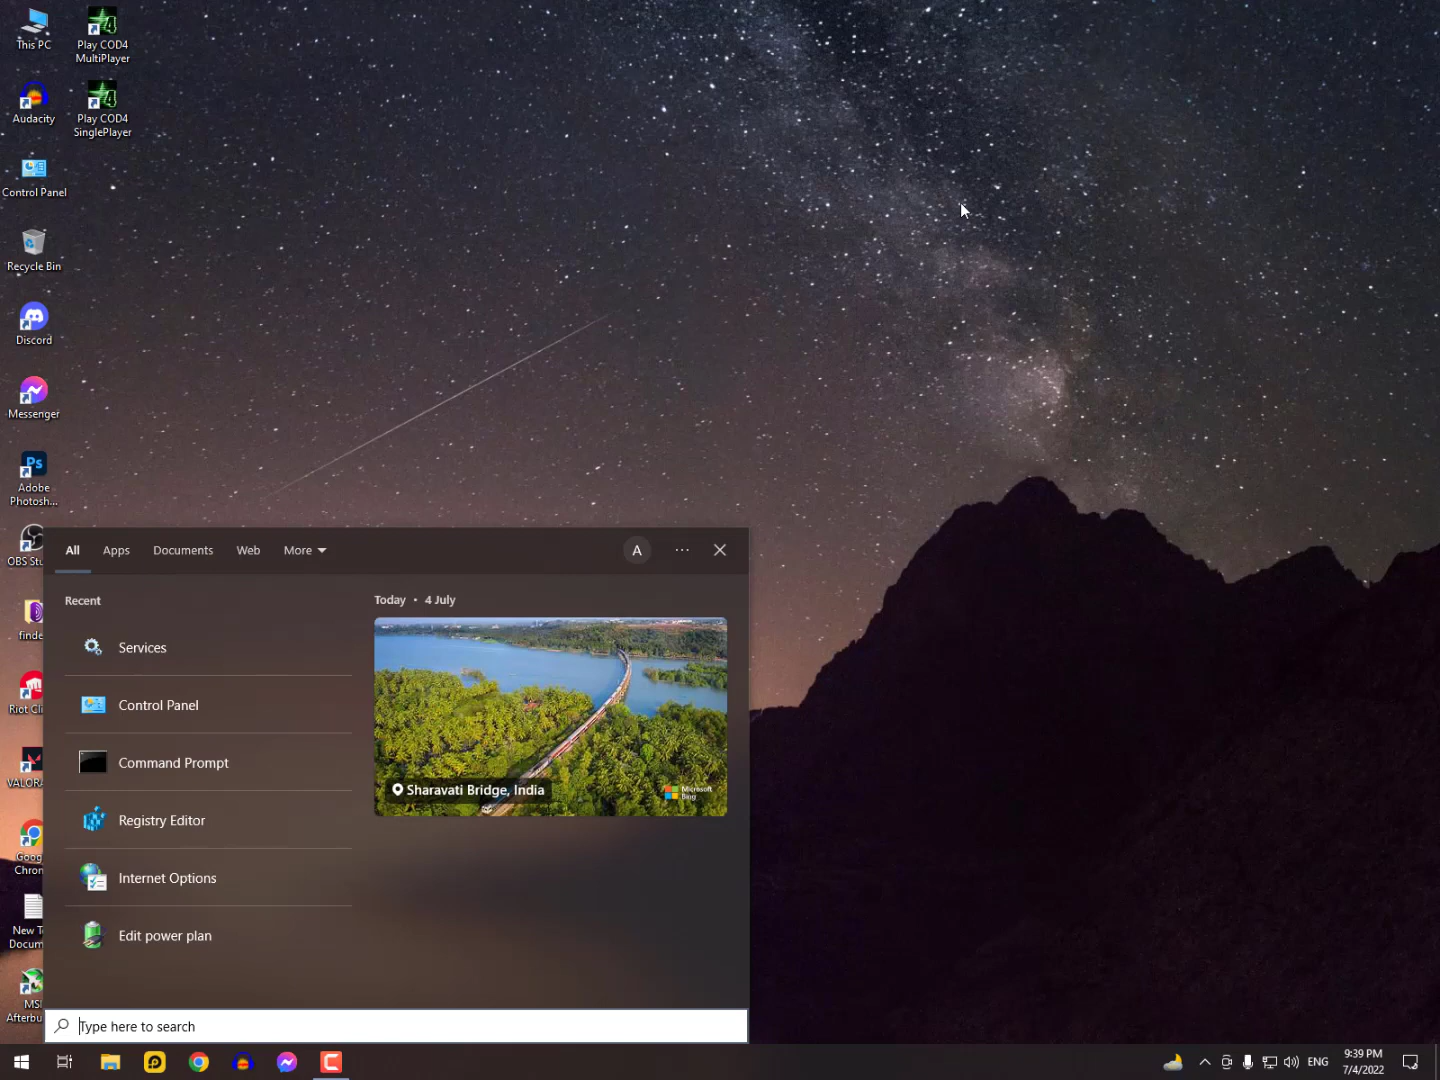 This PC
Play COD4
MultiPlayer
Audacity
Play COD4
SinglePlayer
Control Panel
Recycle Bin
Discord
Messenger
Ps
Adobe
Photosh...
OBS Stu
finde
Riot Cli
VALORA
Goog
Chron
New T
Docum
MSI
Afterbu
All
Apps
Documents
Web
More
A
Recent
Services
Control Panel
Command Prompt
Registry Editor
Internet Options
Edit power plan
Today • 4 July
Sharavati Bridge, India
Microsoft
Bing
Type here to search
ENG
9:39 PM
7/4/2022